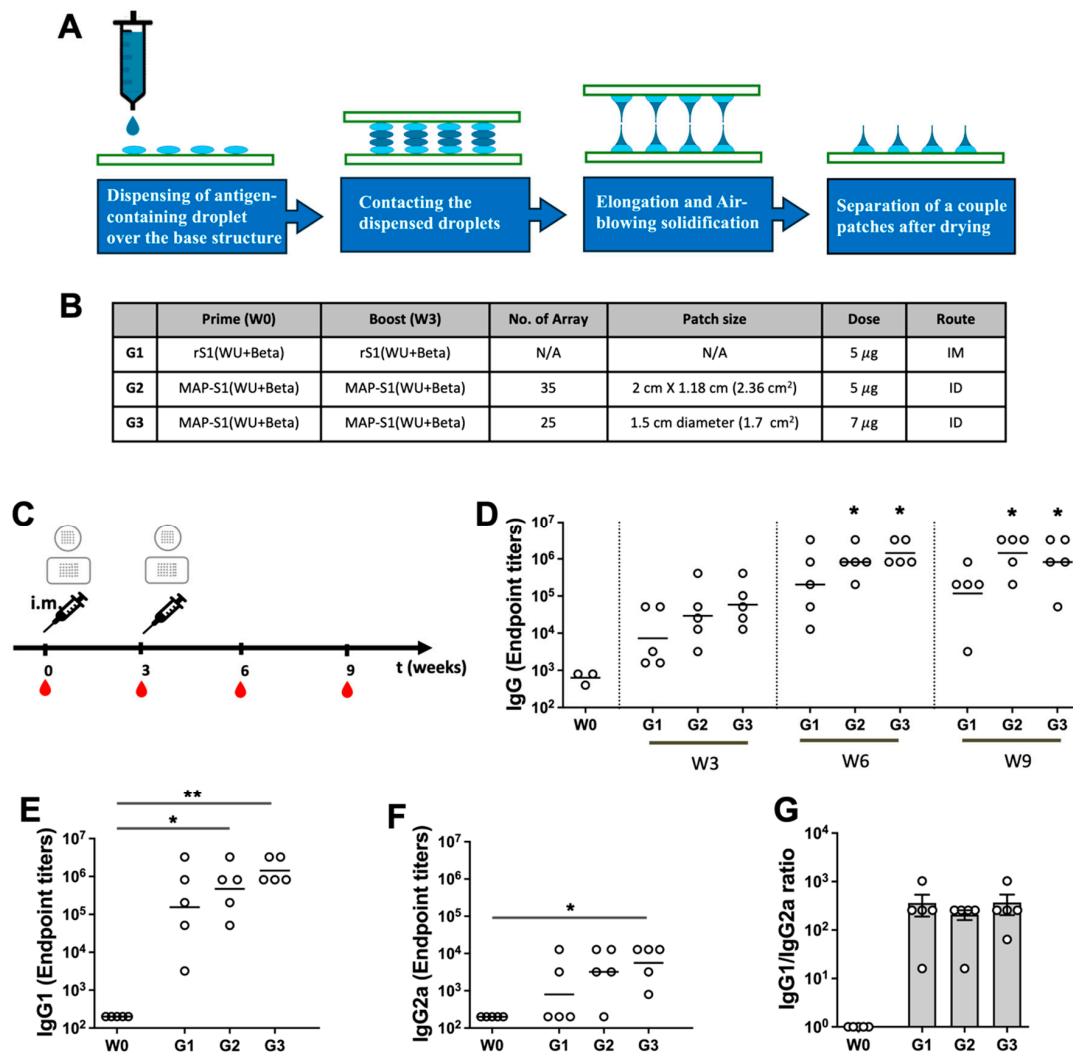 A
Dispensing of antigen-
containing droplet
over the base structure
Contacting the
dispensed droplets
Elongation and Air-
blowing solidification
Separation of a couple
patches after drying
B
Prime (W0) Boost (W3) No. of Array Patch size Dose Route
G1 rS1(WU+Beta) rS1(WU+Beta) N/A N/A 5 μg IM
G2 MAP-S1(WU+Beta) MAP-S1(WU+Beta) 35 2 cm X 1.18 cm (2.36 cm²) 5 μg ID
G3 MAP-S1(WU+Beta) MAP-S1(WU+Beta) 25 1.5 cm diameter (1.7 cm²) 7 μg ID
C
i.m.
0 3 6 9 t (weeks)
D
IgG (Endpoint titers)
10⁷
10⁶
10⁵
10⁴
10³
10²
* * * *
W0 G1 G2 G3 G1 G2 G3 G1 G2 G3
W3 W6 W9
E
IgG1 (Endpoint titers)
10⁷
10⁶
10⁵
10⁴
10³
10²
**
*
W0 G1 G2 G3
F
IgG2a (Endpoint titers)
10⁷
10⁶
10⁵
10⁴
10³
10²
*
W0 G1 G2 G3
G
IgG1/IgG2a ratio
10⁴
10³
10²
10¹
10⁰
W0 G1 G2 G3